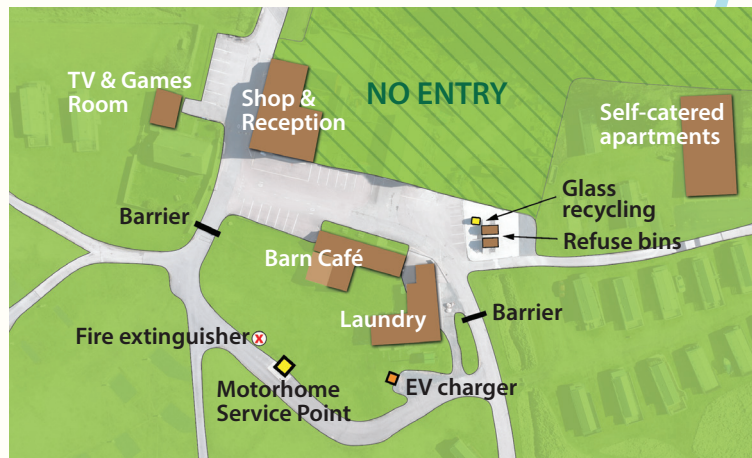 TV & Games
Room
Shop &
Reception
NO ENTRY
Self-catered
apartments
Glass
recycling
Barrier
Refuse bins
Barn Café
Laundry
Barrier
Fire extinguisher
X
Motorhome
Service Point
EV charger